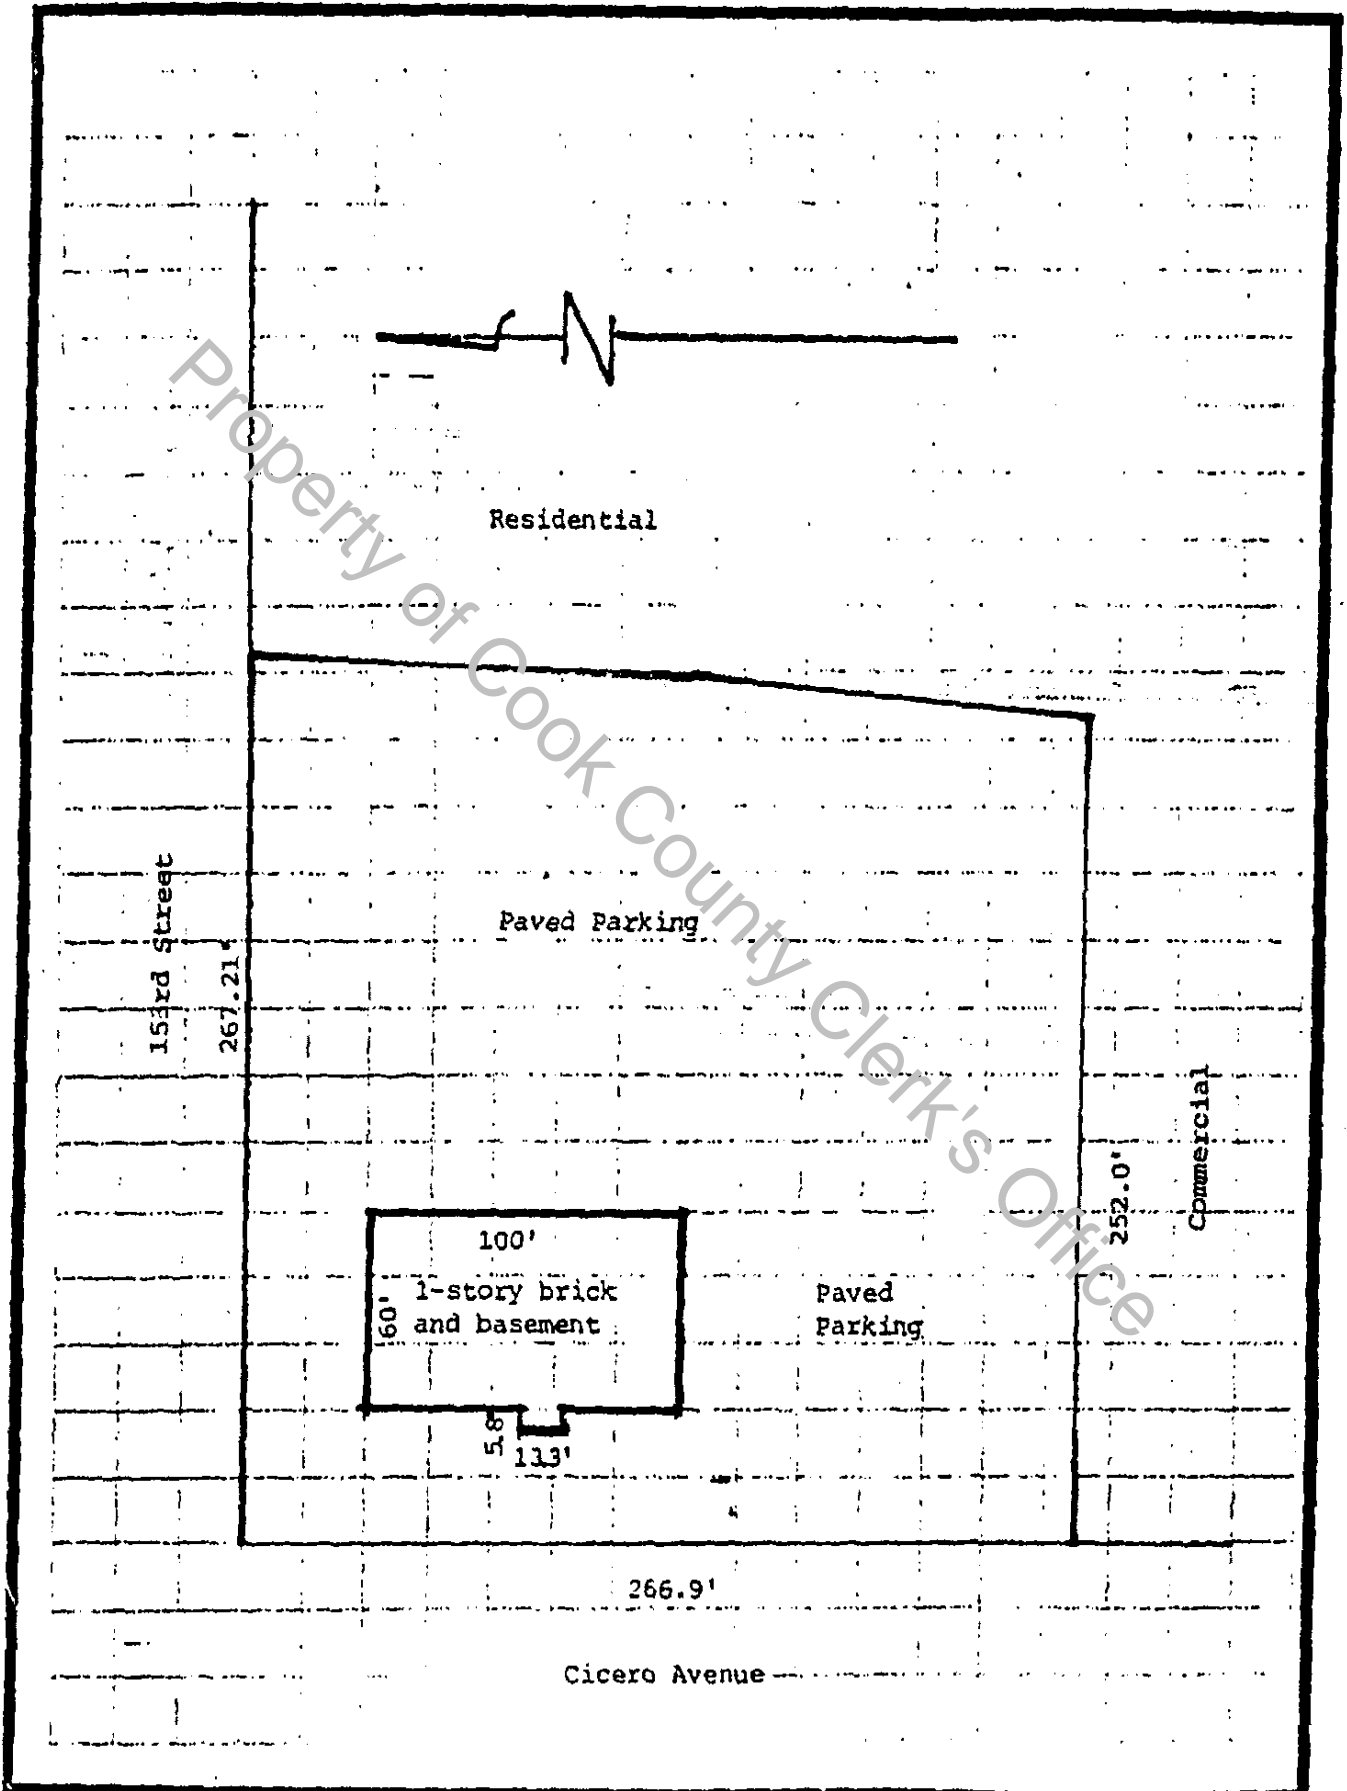 N
Residential
Paved Parking
153rd Street
267.21'
Commercial
252.0'
100'
60'
1-story brick
and basement
Paved
Parking
5.8'
13.3'
266.9'
Cicero Avenue
Property of Cook County Clerk's Office